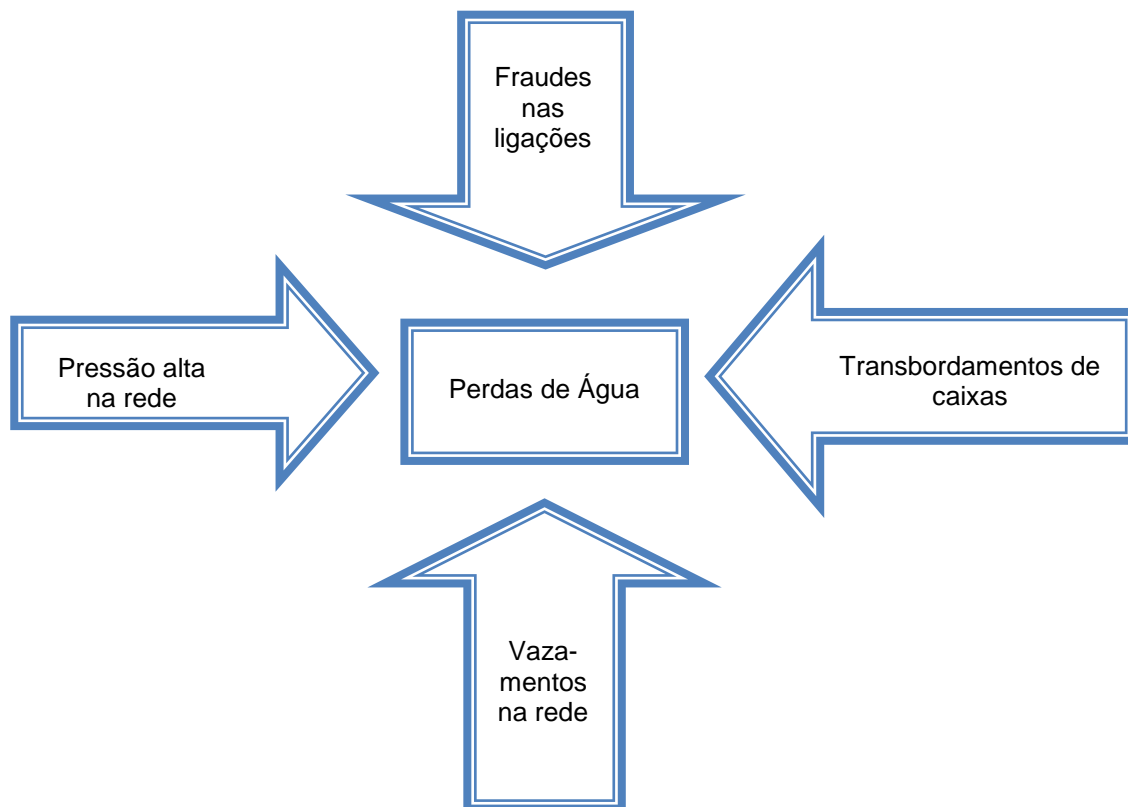 Fraudes
nas
ligações
Pressão alta
na rede
Perdas de Água
Transbordamentos de
caixas
Vaza-
mentos
na rede